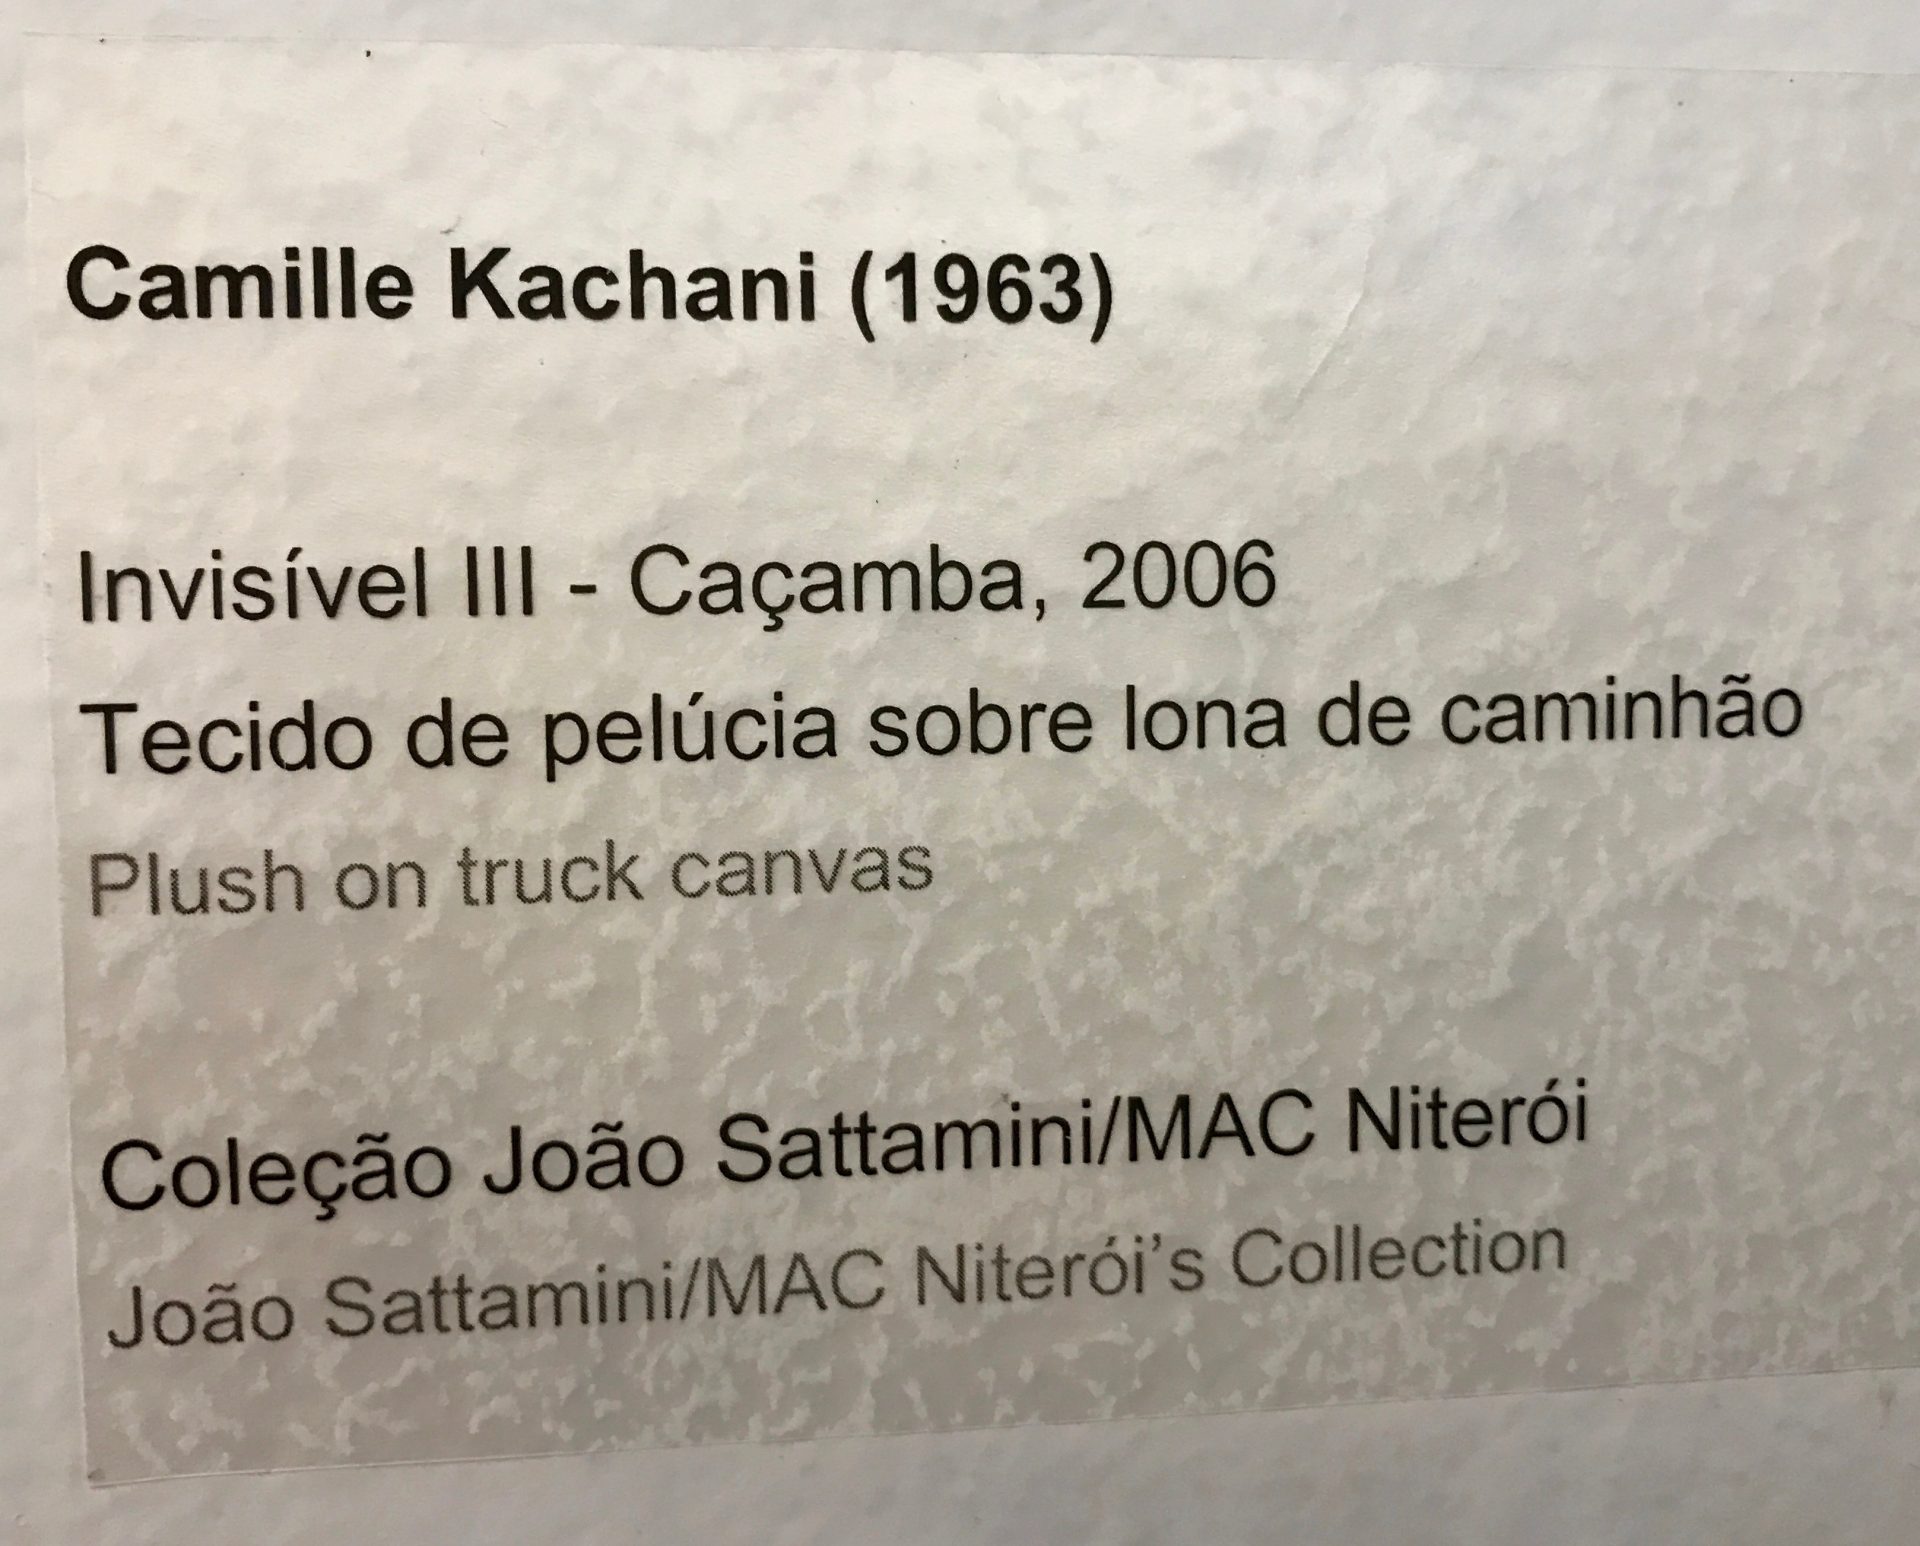 Camille Kachani (1963)
Invisível III - Caçamba, 2006
Tecido de pelúcia sobre lona de caminhão
Plush on truck canvas
Coleção João Sattamini/MAC Niterói
João Sattamini/MAC Niterói’s Collection